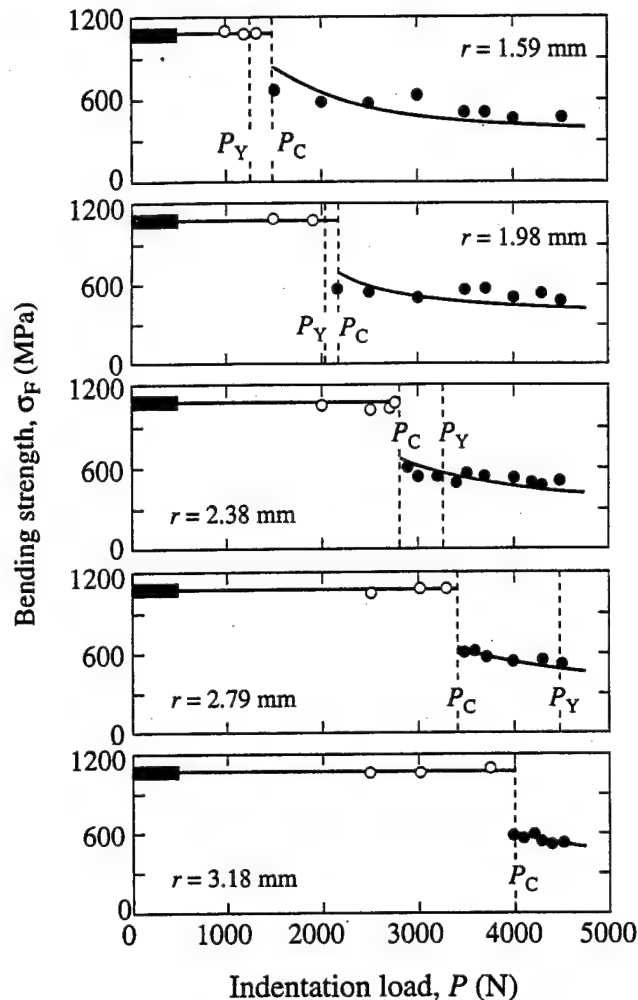 1200
600
0
r = 1.59 mm
P_Y P_C
1200
600
0
r = 1.98 mm
P_Y P_C
1200
600
0
P_C P_Y
r = 2.38 mm
1200
600
0
r = 2.79 mm
P_C P_Y
1200
600
0
r = 3.18 mm
P_C
0 1000 2000 3000 4000 5000
Indentation load, P (N)
Bending strength, σ_F (MPa)